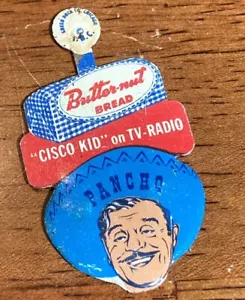 Butter-nut
BREAD
"CISCO KID" on TV-RADIO
PANCHO